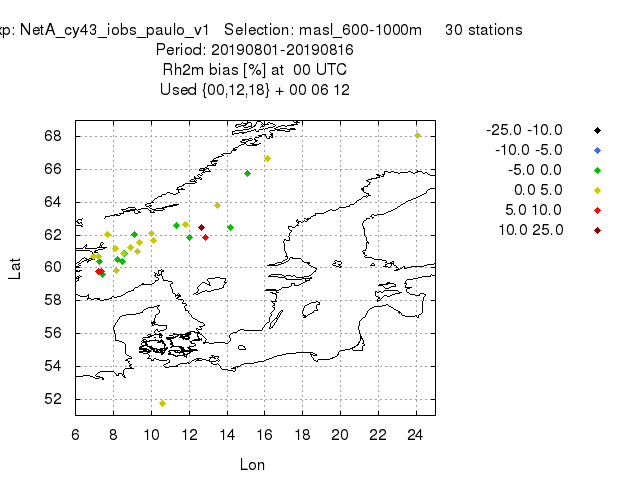 xp: NetA_cy43_iobs_paulo_v1 Selection: masl_600-1000m 30 stations
Period: 20190801-20190816
Rh2m bias [%] at 00 UTC
Used {00,12,18} + 00 06 12
-25.0 -10.0
-10.0 -5.0
-5.0 0.0
0.0 5.0
5.0 10.0
10.0 25.0
68
66
64
62
60
58
56
54
52
Lat
6 8 10 12 14 16 18 20 22 24
Lon